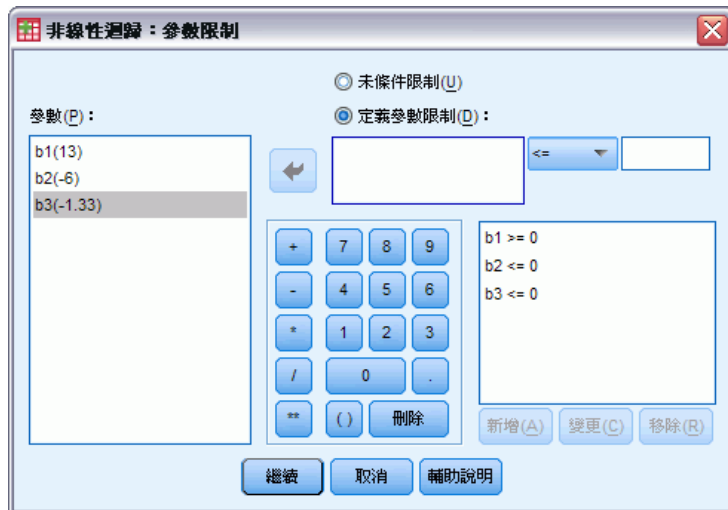 非線性迴歸：參數限制
未條件限制(U)
參數(P)：
定義參數限制(D)：
b1(13)
b2(-6)
b3(-1.33)
<=
b1 >= 0
b2 <= 0
b3 <= 0
+ 7 8 9
- 4 5 6
* 1 2 3
/ 0 .
** ( ) 刪除
新增(A) 變更(C) 移除(R)
繼續 取消 輔助說明